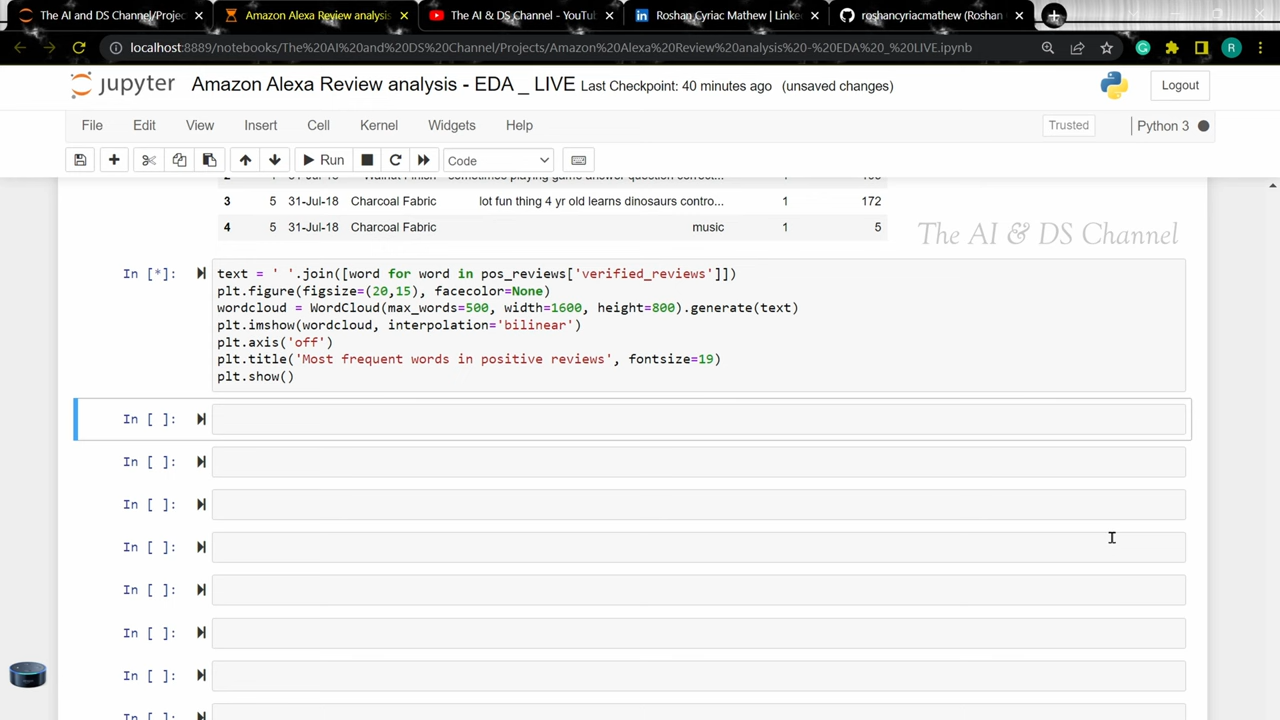 The AI and DS Channel/Projec
Amazon Alexa Review analysis
The AI & DS Channel - YouTu
Roshan Cyriac Mathew | Linke
roshancyriacmathew (Roshan
localhost:8889/notebooks/The%20AI%20and%20DS%20Channel/Projects/Amazon%20Alexa%20Review%20analysis%20-%20EDA%20_%20LIVE.ipynb
R
jupyter Amazon Alexa Review analysis - EDA _ LIVE Last Checkpoint: 40 minutes ago (unsaved changes)
Logout
File Edit View Insert Cell Kernel Widgets Help
Trusted
Python 3
Run
Code
3 5 31-Jul-18 Charcoal Fabric lot fun thing 4 yr old learns dinosaurs contro... 1 172
4 5 31-Jul-18 Charcoal Fabric music 1 5
The AI & DS Channel
In [*]:
text = ' '.join([word for word in pos_reviews['verified_reviews']])
plt.figure(figsize=(20,15), facecolor=None)
wordcloud = WordCloud(max_words=500, width=1600, height=800).generate(text)
plt.imshow(wordcloud, interpolation='bilinear')
plt.axis('off')
plt.title('Most frequent words in positive reviews', fontsize=19)
plt.show()
In [ ]:
In [ ]:
In [ ]:
In [ ]:
In [ ]:
In [ ]:
In [ ]: